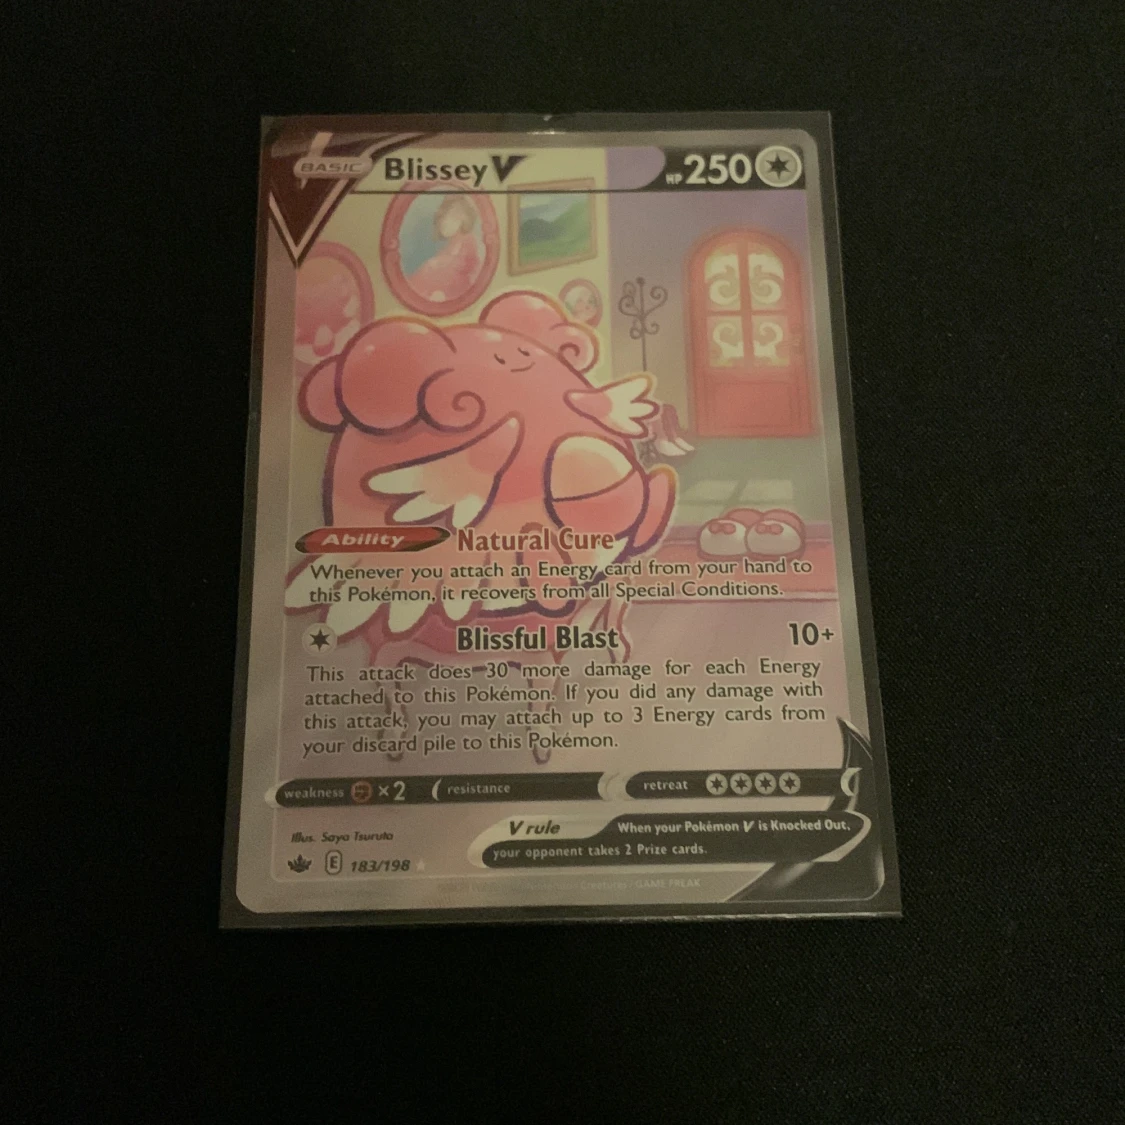 BASIC Blissey V HP 250
Ability Natural Cure
Whenever you attach an Energy card from your hand to
this Pokémon, it recovers from all Special Conditions.
Blissful Blast 10+
This attack does 30 more damage for each Energy
attached to this Pokémon. If you did any damage with
this attack, you may attach up to 3 Energy cards from
your discard pile to this Pokémon.
weakness ×2 resistance retreat
Illus. Saya Tsuruta
V rule When your Pokémon V is Knocked Out,
your opponent takes 2 Prize cards.
E 183/198
Creatures / GAME FREAK